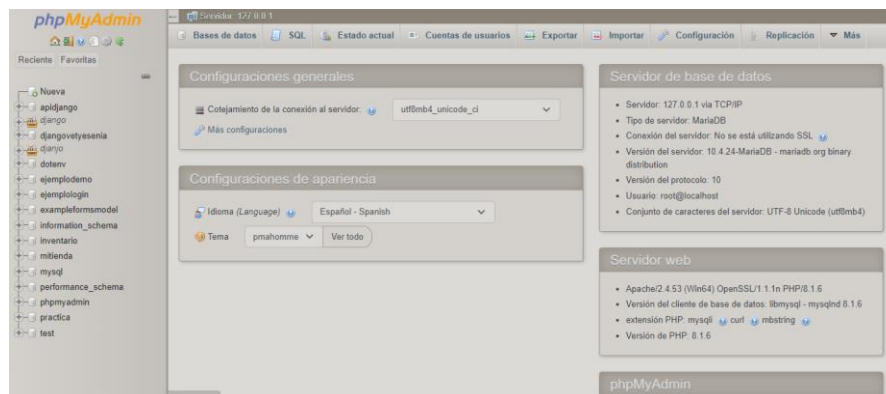 phpMyAdmin
Reciente Favoritas
Nueva
apidjango
django
djangovetyesenia
djanjo
dotenv
ejemplodemo
ejemplologin
exampleformsmodel
information_schema
inventario
mitienda
mysql
performance_schema
phpmyadmin
practica
test
Servidor: 127.0.0.1
Bases de datos SQL Estado actual Cuentas de usuarios Exportar Importar Configuración Replicación Más
Configuraciones generales
Cotejamiento de la conexión al servidor: utf8mb4_unicode_ci
Más configuraciones
Configuraciones de apariencia
Idioma (Language) Español - Spanish
Tema pmahomme Ver todo
Servidor de base de datos
Servidor: 127.0.0.1 via TCP/IP
Tipo de servidor: MariaDB
Conexión del servidor: No se está utilizando SSL
Versión del servidor: 10.4.24-MariaDB - mariadb.org binary
distribution
Versión del protocolo: 10
Usuario: root@localhost
Conjunto de caracteres del servidor: UTF-8 Unicode (utf8mb4)
Servidor web
Apache/2.4.53 (Win64) OpenSSL/1.1.1n PHP/8.1.6
Versión del cliente de base de datos: libmysql - mysqlnd 8.1.6
extensión PHP: mysqli curl mbstring
Versión de PHP: 8.1.6
phpMyAdmin